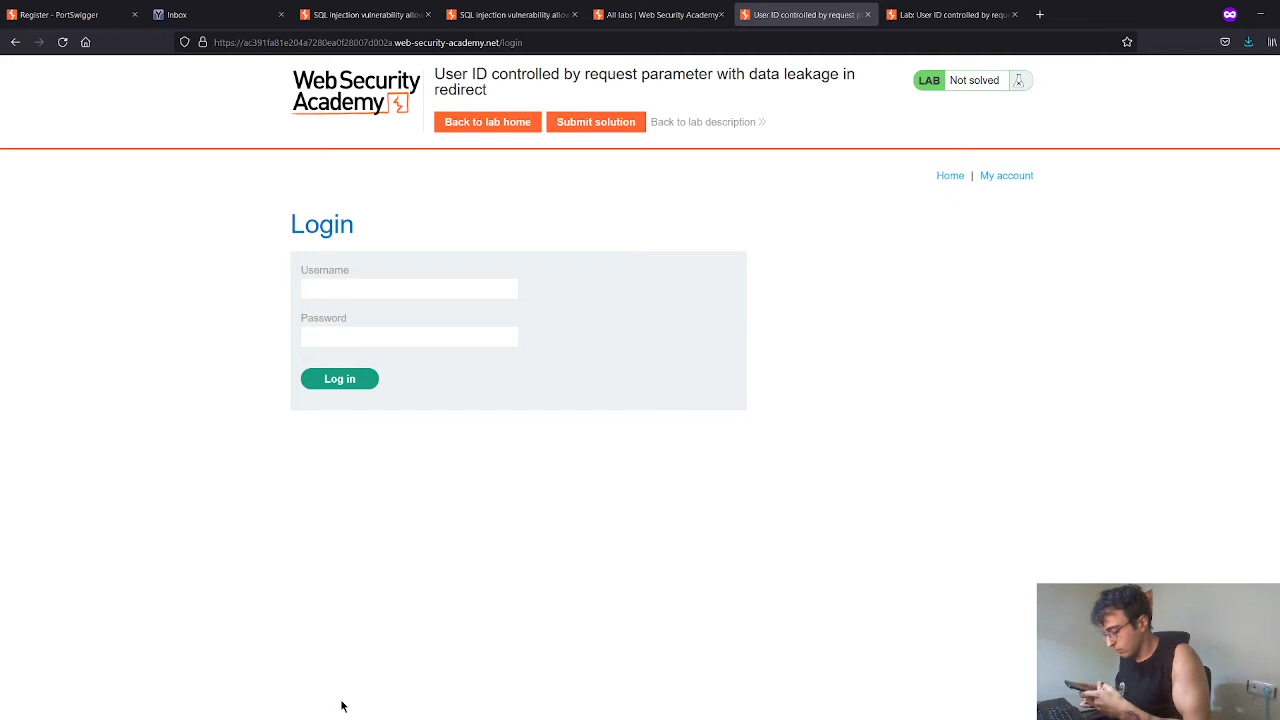 Register - PortSwigger
Inbox
SQL injection vulnerability allow
SQL injection vulnerability allow
All labs | Web Security Academy
User ID controlled by request p
Lab: User ID controlled by requ
https://ac391fa81e204a7280ea0f28007d002a.web-security-academy.net/login
Web Security
Academy
User ID controlled by request parameter with data leakage in
redirect
LAB Not solved
Back to lab home
Submit solution
Back to lab description
Home | My account
Login
Username
Password
Log in